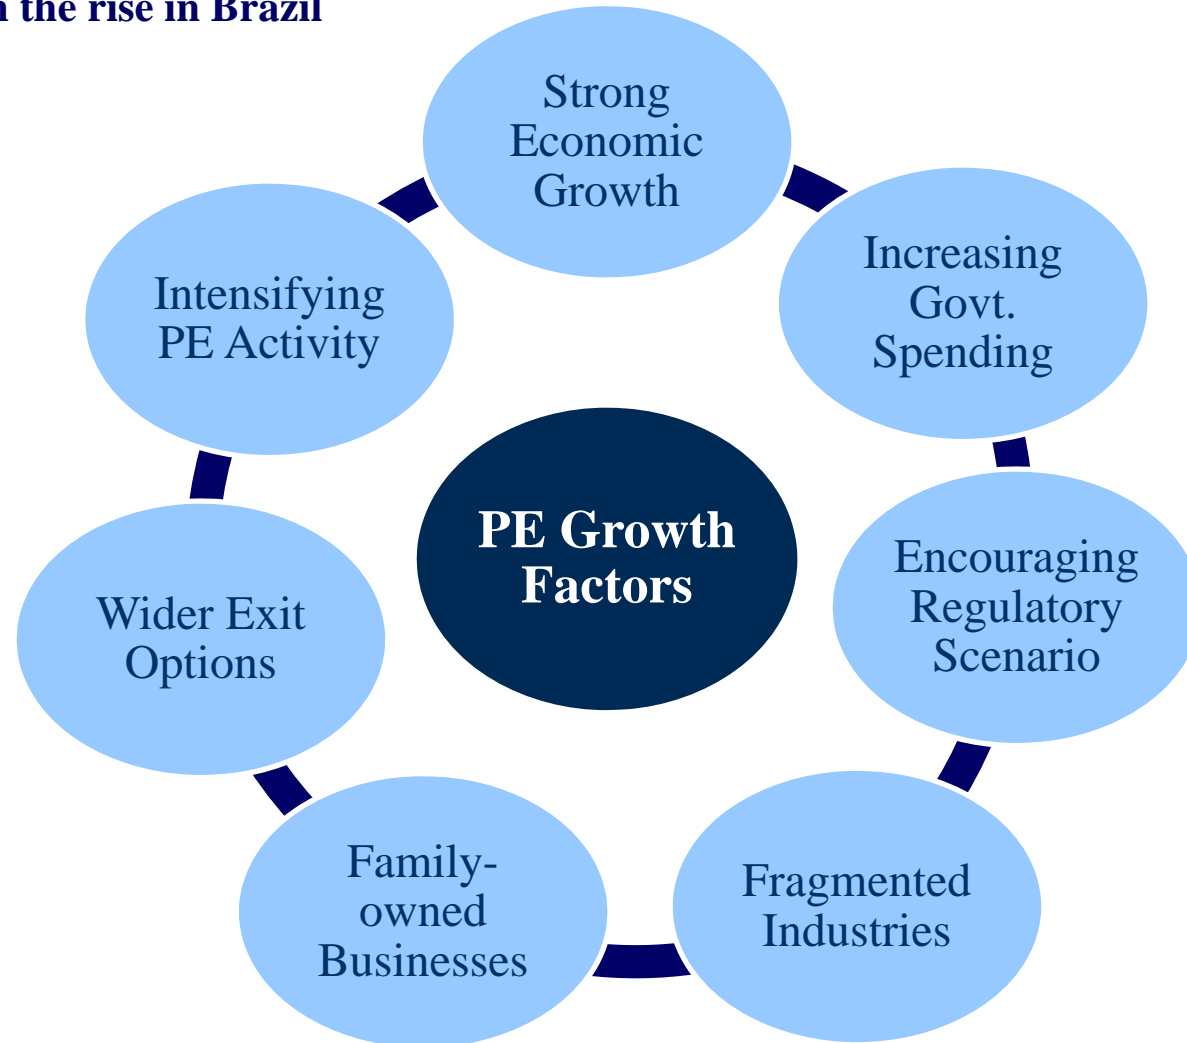 the rise in Brazil
Strong
Economic
Growth
Increasing
Govt.
Spending
Encouraging
Regulatory
Scenario
Fragmented
Industries
Family-
owned
Businesses
Wider Exit
Options
Intensifying
PE Activity
PE Growth
Factors